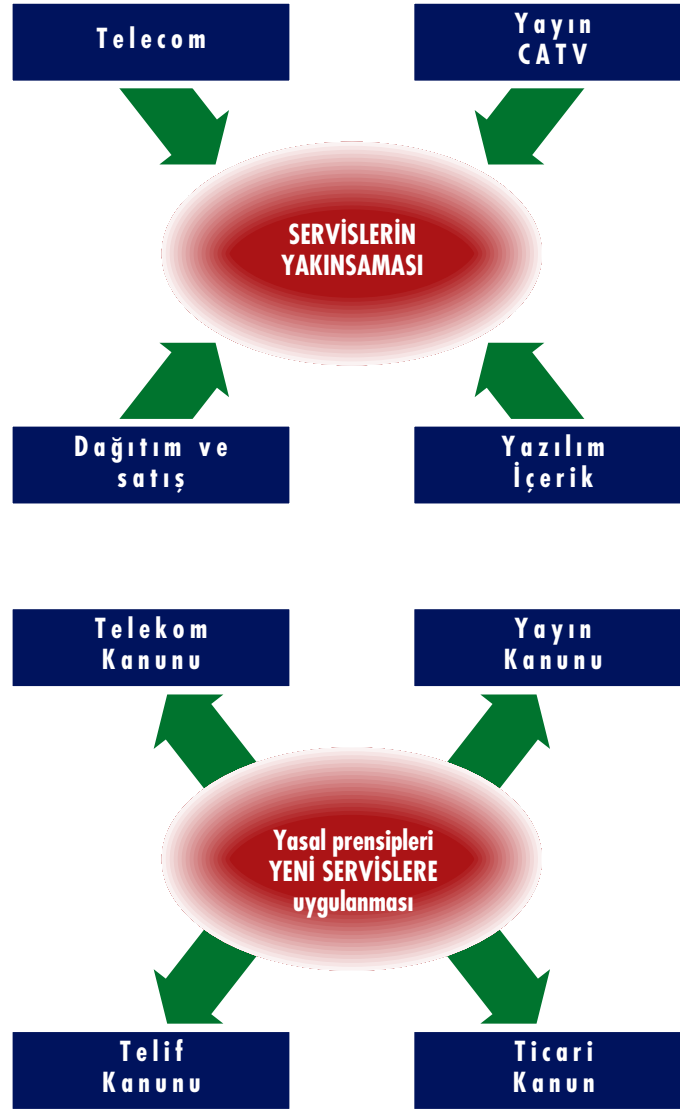 Telecom
Yayın
CATV
SERVİSLERİN
YAKINSAMASI
Dağıtım ve
satış
Yazılım
İçerik
Telekom
Kanunu
Yayın
Kanunu
Yasal prensipleri
YENİ SERVİSLERE
uygulanması
Telif
Kanunu
Ticari
Kanun